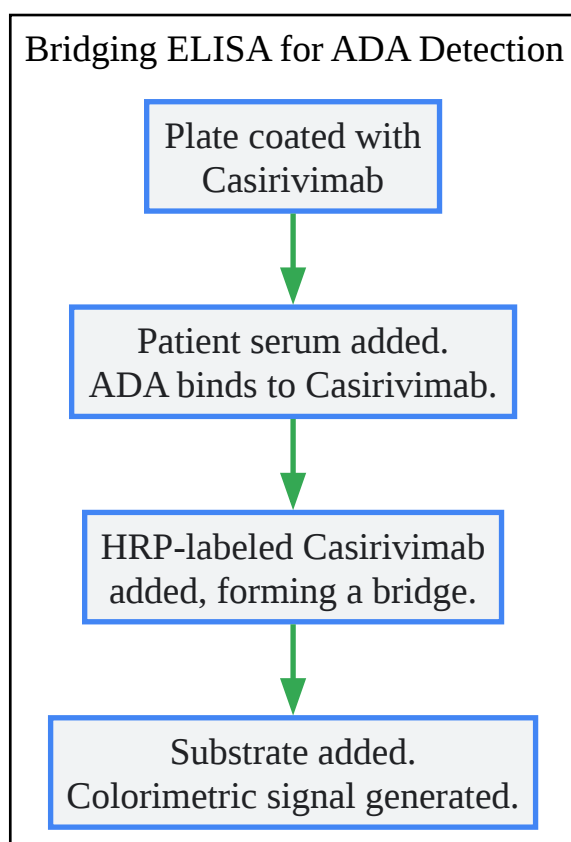 Bridging ELISA for ADA Detection
Plate coated with
Casirivimab
Patient serum added.
ADA binds to Casirivimab.
HRP-labeled Casirivimab
added, forming a bridge.
Substrate added.
Colorimetric signal generated.